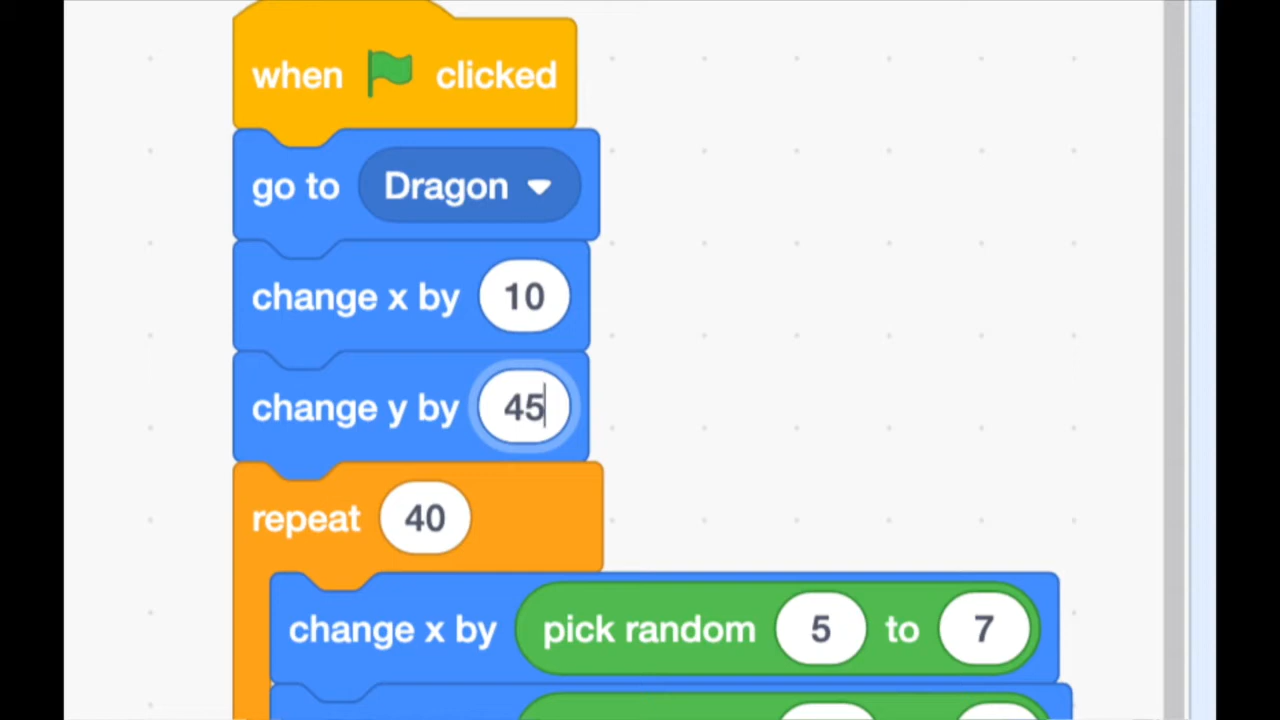 when clicked
go to Dragon
change x by 10
change y by 45
repeat 40
change x by pick random 5 to 7